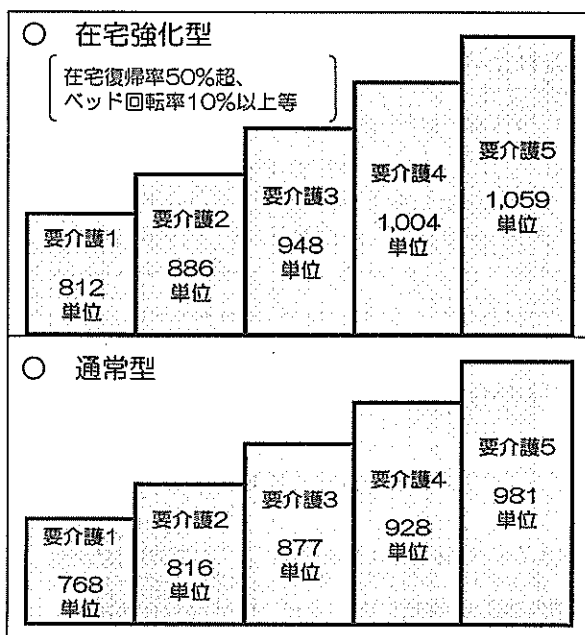 ○ 在宅強化型
在宅復帰率50%超、
ベッド回転率10%以上等
要介護1
812
単位
要介護2
886
単位
要介護3
948
単位
要介護4
1,004
単位
要介護5
1,059
単位
○ 通常型
要介護1
768
単位
要介護2
816
単位
要介護3
877
単位
要介護4
928
単位
要介護5
981
単位